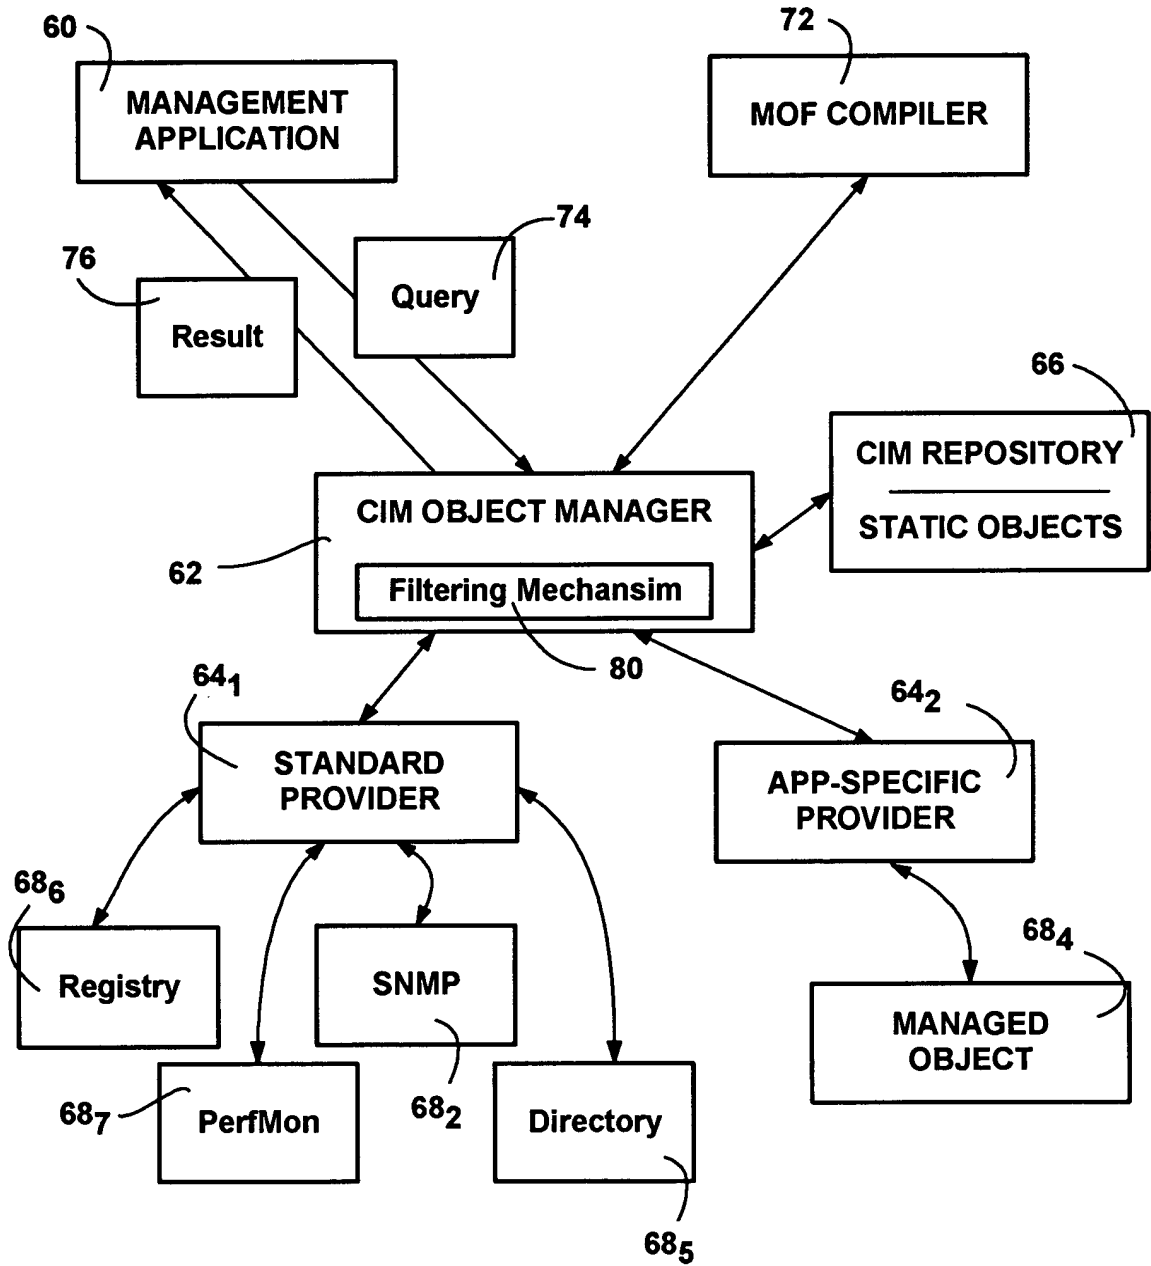 60
72
MANAGEMENT
APPLICATION
MOF COMPILER
74
76
Query
Result
66
CIM REPOSITORY
STATIC OBJECTS
CIM OBJECT MANAGER
62
Filtering Mechansim
80
64₁
64₂
STANDARD
PROVIDER
APP-SPECIFIC
PROVIDER
68₆
68₄
Registry
SNMP
MANAGED
OBJECT
68₇
68₂
PerfMon
Directory
68₅